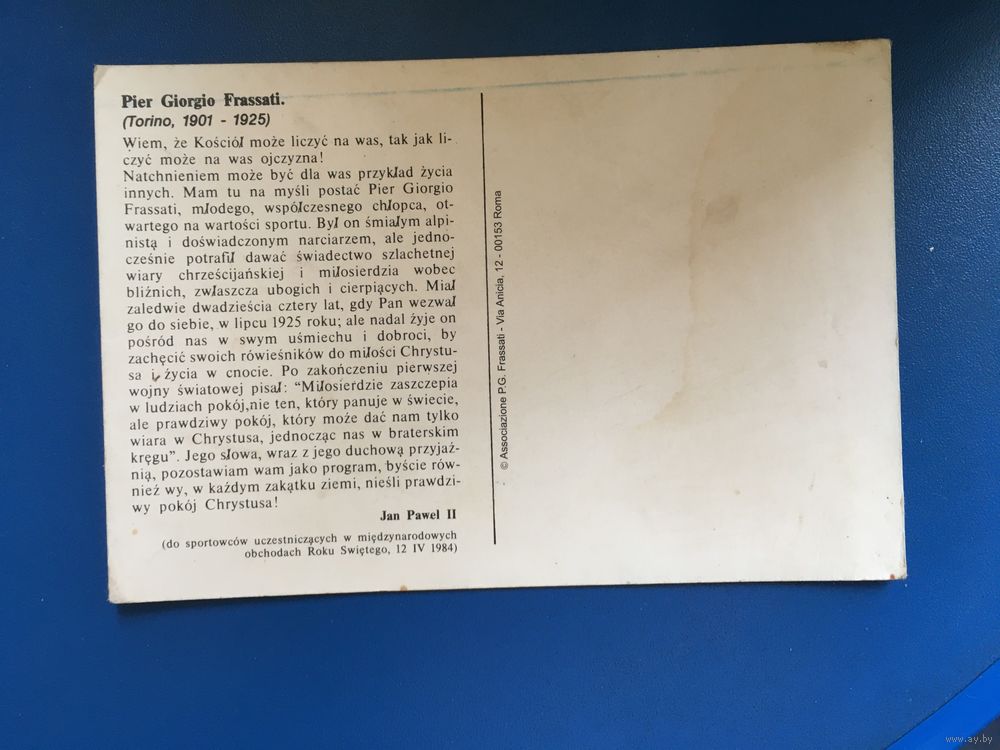 Pier Giorgio Frassati.
(Torino, 1901 - 1925)
Wiem, że Kościół może liczyć na was, tak jak li-
czyć może na was ojczyzna!
Natchnieniem może być dla was przykład życia
innych. Mam tu na myśli postać Pier Giorgio
Frassati, młodego, współczesnego chłopca, ot-
wartego na wartości sportu. Był on śmiałym alpi-
nistą i doświadczonym narciarzem, ale jedno-
cześnie potrafił dawać świadectwo szlachetnej
wiary chrześcijańskiej i miłosierdzia wobec
bliźnich, zwłaszcza ubogich i cierpiących. Miał
zaledwie dwadzieścia cztery lat, gdy Pan wezwał
go do siebie, w lipcu 1925 roku; ale nadal żyje on
pośród nas w swym uśmiechu i dobroci, by
zachęcić swoich rówieśników do miłości Chrystu-
sa i życia w cnocie. Po zakończeniu pierwszej
wojny światowej pisał: “Miłosierdzie zaszczepia
w ludziach pokój,nie ten, który panuje w świecie,
ale prawdziwy pokój, który może dać nam tylko
wiara w Chrystusa, jednocząc nas w braterskim
kręgu”. Jego słowa, wraz z jego duchową przyjaź-
nią, pozostawiam wam jako program, byście rów-
nież wy, w każdym zakątku ziemi, nieśli prawdzi-
wy pokój Chrystusa!
Jan Pawel II
(do sportowców uczestniczących w międzynarodowych
obchodach Roku Swiętego, 12 IV 1984)
© Associazione P.G. Frassati - Via Anicia, 12 - 00153 Roma
www.ay.by